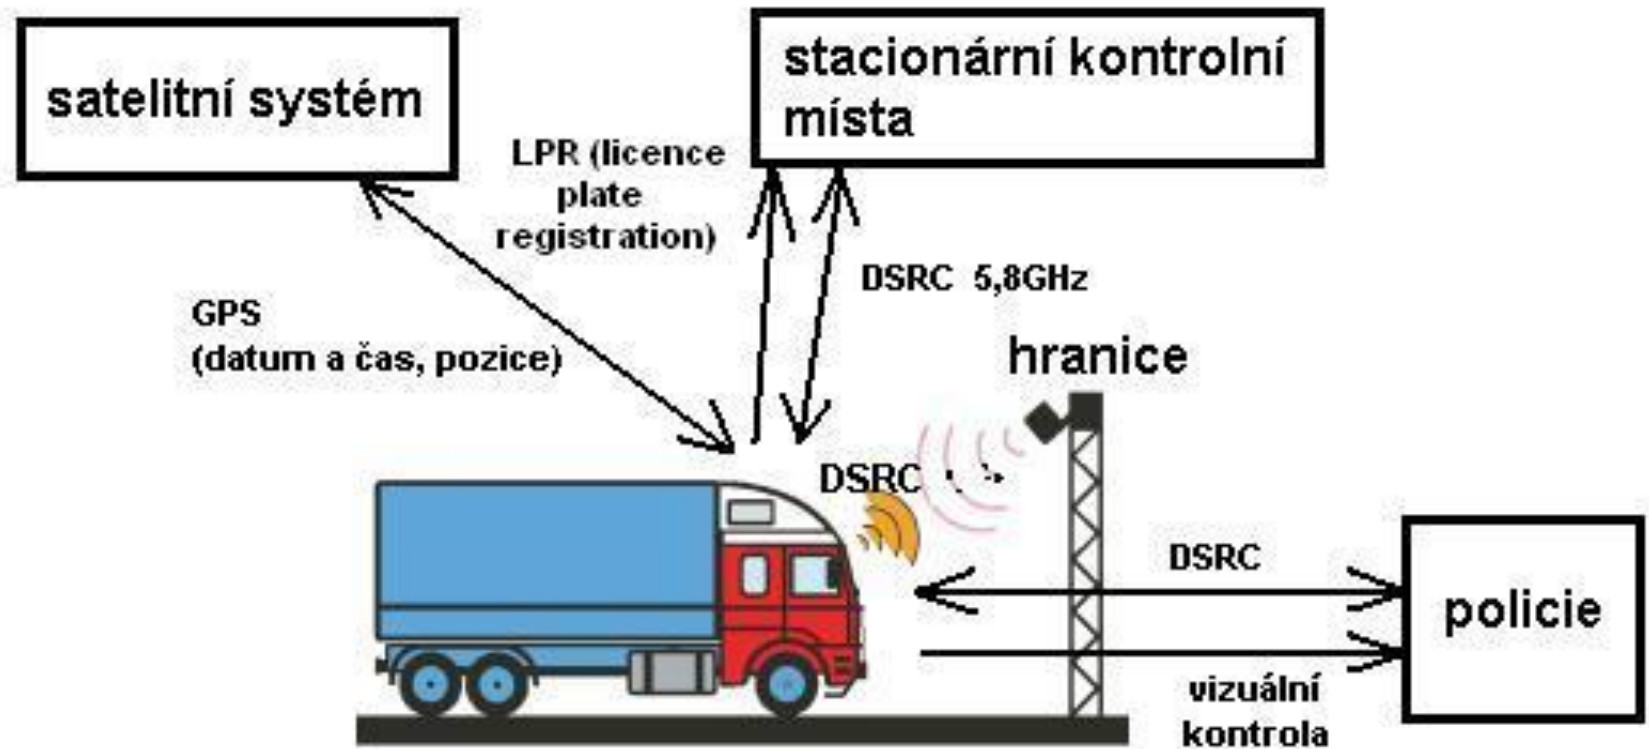 satelitní systém
stacionární kontrolní
místa
LPR (licence
plate
registration)
DSRC 5,8GHz
GPS
(datum a čas, pozice)
hranice
DSRC
DSRC
policie
vizuální
kontrola